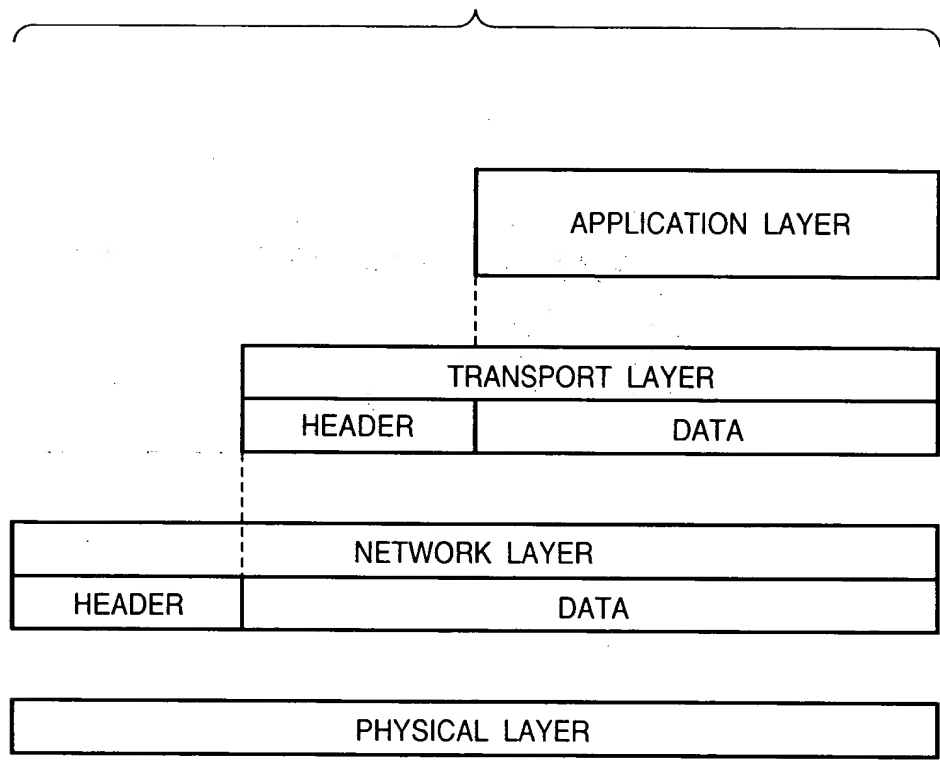 APPLICATION LAYER
TRANSPORT LAYER
HEADER DATA
NETWORK LAYER
HEADER DATA
PHYSICAL LAYER